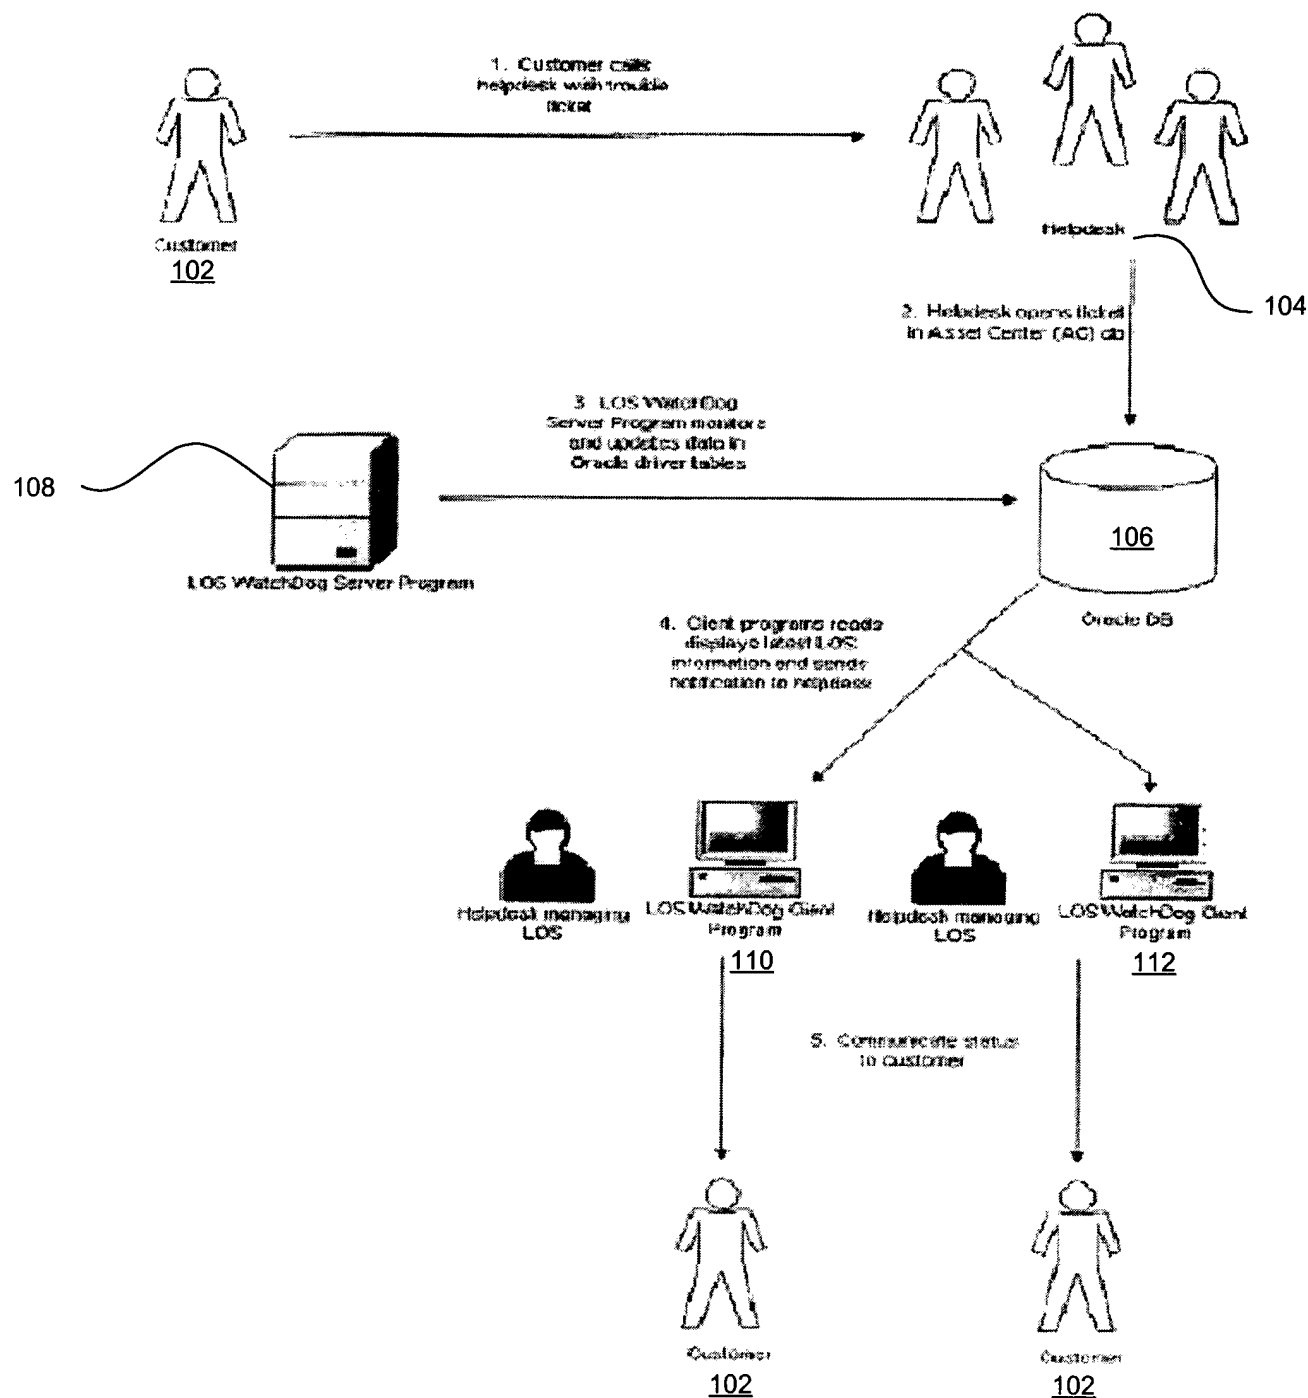 1. Customer calls
helpdesk with trouble
ticket
Customer
102
Helpdesk
104
2. Helpdesk opens ticket
in Asset Center (AC) db
3. LOS WatchDog
Server Program monitors
and updates data in
Oracle driver tables
108
LOS WatchDog Server Program
106
Oracle DB
4. Client programs reads
displays latest LOS
information and sends
notification to helpdesk
Helpdesk managing
LOS
LOS WatchDog Client
Program
110
Helpdesk managing
LOS
LOS WatchDog Client
Program
112
5. Communicate status
to customer
Customer
102
Customer
102